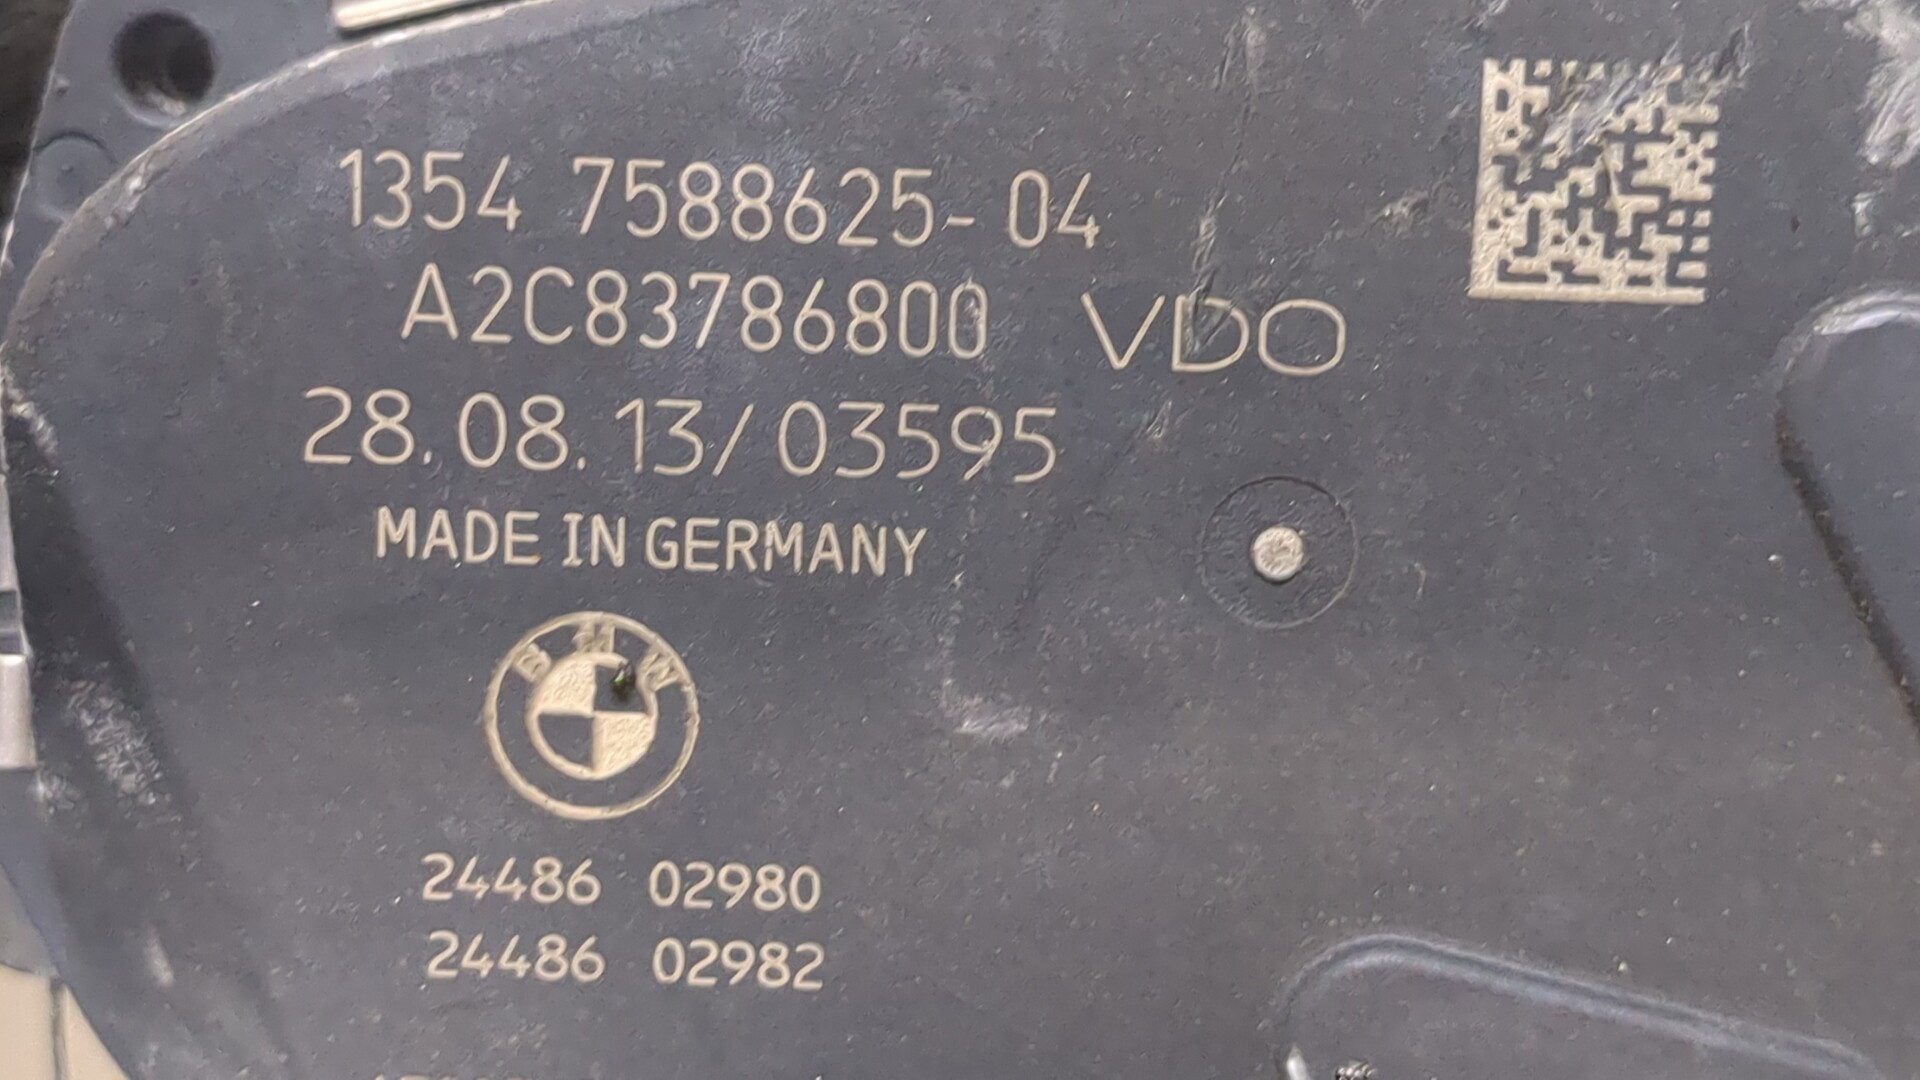 1354 7588625-04
A2C83786800 VDO
28.08.13/03595
MADE IN GERMANY
BMW
24486 02980
24486 02982